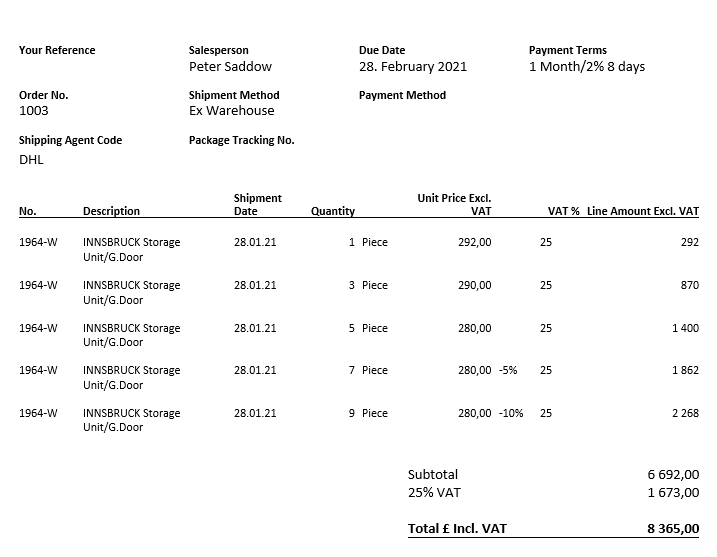 Your Reference Salesperson Due Date Payment Terms
Peter Saddow 28. February 2021 1 Month/2% 8 days
Order No. Shipment Method Payment Method
1003 Ex Warehouse
Shipping Agent Code Package Tracking No.
DHL
Shipment Unit Price Excl.
No. Description Date Quantity VAT VAT % Line Amount Excl. VAT
1964-W INNSBRUCK Storage 28.01.21 1 Piece 292,00 25 292
Unit/G.Door
1964-W INNSBRUCK Storage 28.01.21 3 Piece 290,00 25 870
Unit/G.Door
1964-W INNSBRUCK Storage 28.01.21 5 Piece 280,00 25 1 400
Unit/G.Door
1964-W INNSBRUCK Storage 28.01.21 7 Piece 280,00 -5% 25 1 862
Unit/G.Door
1964-W INNSBRUCK Storage 28.01.21 9 Piece 280,00 -10% 25 2 268
Unit/G.Door
Subtotal 6 692,00
25% VAT 1 673,00
Total £ Incl. VAT 8 365,00